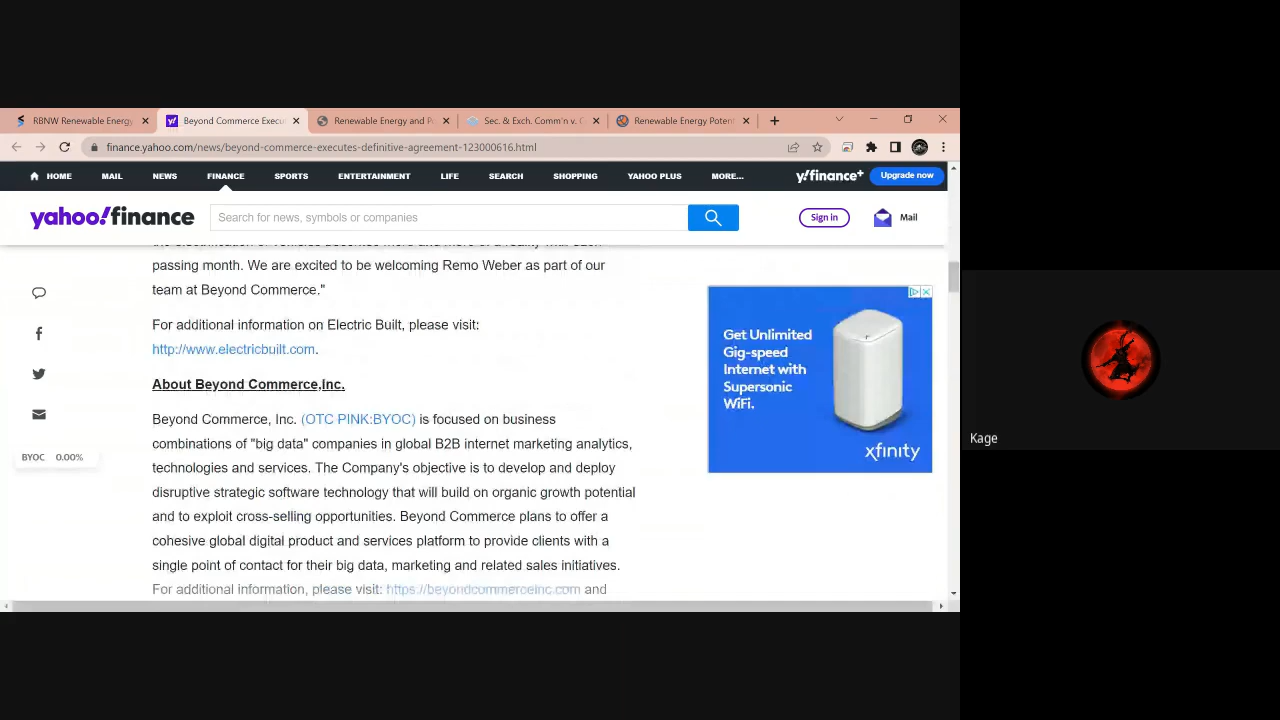 RBNW Renewable Energy
Beyond Commerce Execu
Renewable Energy and P
Sec. & Exch. Comm'n v.
Renewable Energy Poten
finance.yahoo.com/news/beyond-commerce-executes-definitive-agreement-123000616.html
HOME MAIL NEWS FINANCE SPORTS ENTERTAINMENT LIFE SEARCH SHOPPING YAHOO PLUS MORE... y!finance+ Upgrade now
yahoo!finance Search for news, symbols or companies Sign in Mail
passing month. We are excited to be welcoming Remo Weber as part of our
team at Beyond Commerce."
For additional information on Electric Built, please visit:
http://www.electricbuilt.com.
About Beyond Commerce,Inc.
Beyond Commerce, Inc. (OTC PINK:BYOC) is focused on business
combinations of "big data" companies in global B2B internet marketing analytics,
technologies and services. The Company's objective is to develop and deploy
disruptive strategic software technology that will build on organic growth potential
and to exploit cross-selling opportunities. Beyond Commerce plans to offer a
cohesive global digital product and services platform to provide clients with a
single point of contact for their big data, marketing and related sales initiatives.
For additional information, please visit: https://beyondcommerceinc.com and
BYOC 0.00%
Get Unlimited
Gig-speed
Internet with
Supersonic
WiFi.
xfinity
Kage